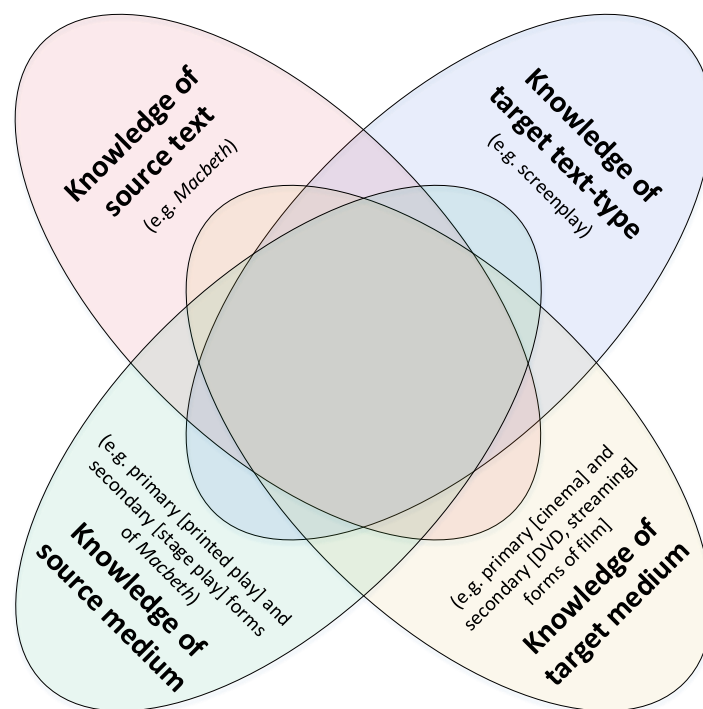 Knowledge of
source text
(e.g. Macbeth)
Knowledge of
target text-type
(e.g. screenplay)
(e.g. primary [printed play] and
secondary [stage play] forms
of Macbeth)
Knowledge of
source medium
(e.g. primary [cinema] and
secondary [DVD, streaming]
forms of film]
Knowledge of
target medium